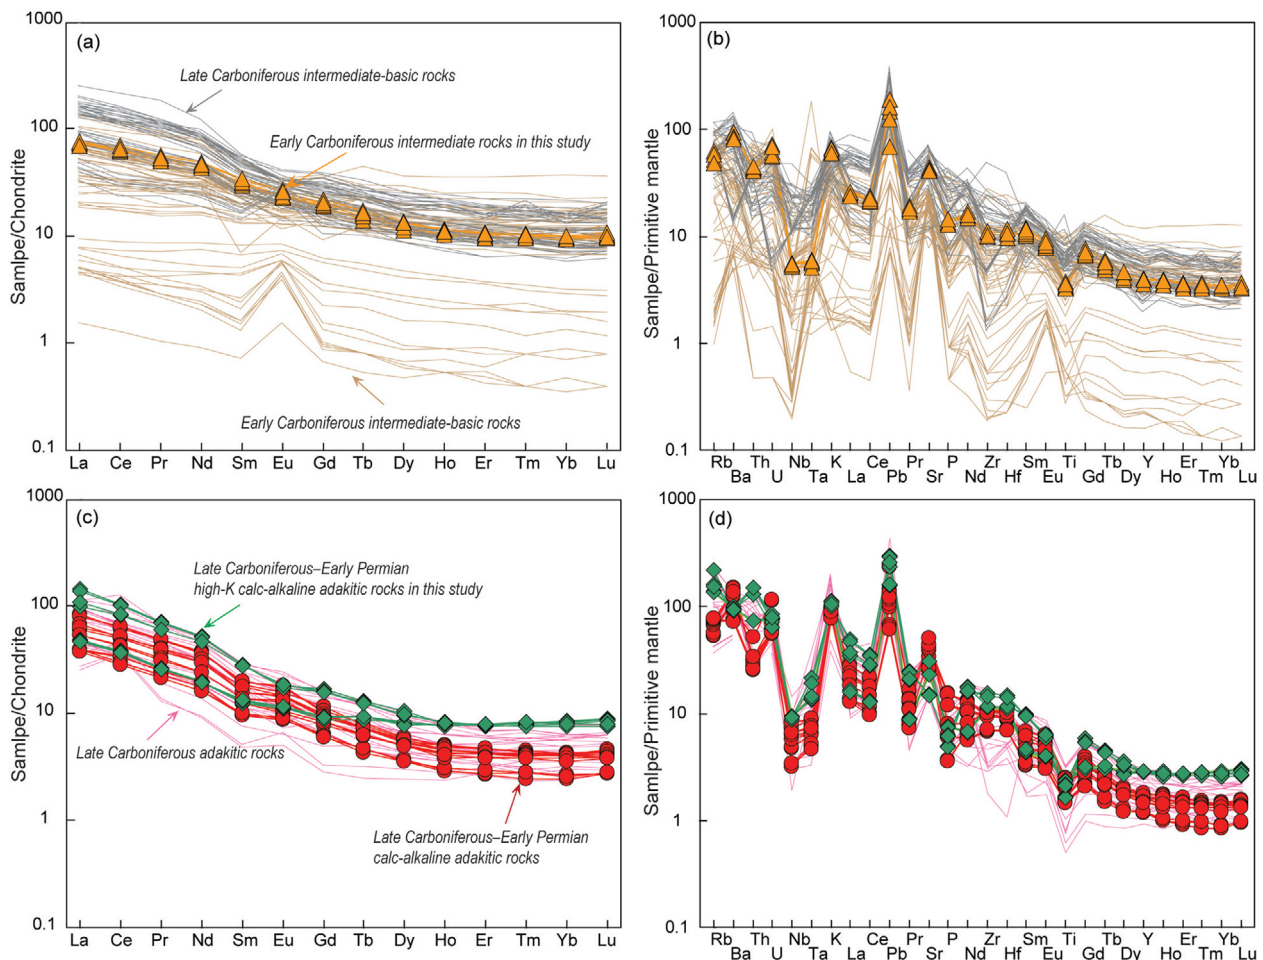 1000
(a)
Late Carboniferous intermediate-basic rocks
100
Early Carboniferous intermediate rocks in this study
Samlpe/Chondrite
10
1
Early Carboniferous intermediate-basic rocks
0.1
La Ce Pr Nd Sm Eu Gd Tb Dy Ho Er Tm Yb Lu
1000
(b)
100
Samlpe/Primitive mantle
10
1
0.1
Rb Th Nb K Ce Pr P Zr Sm Ti Tb Y Er Yb
Ba U Ta La Pb Sr Nd Hf Eu Gd Dy Ho Tm Lu
1000
(c)
Late Carboniferous–Early Permian
high-K calc-alkaline adakitic rocks in this study
100
Samlpe/Chondrite
10
Late Carboniferous adakitic rocks
1
Late Carboniferous–Early Permian
calc-alkaline adakitic rocks
0.1
La Ce Pr Nd Sm Eu Gd Tb Dy Ho Er Tm Yb Lu
1000
(d)
100
Samlpe/Primitive mantle
10
1
0.1
Rb Th Nb K Ce Pr P Zr Sm Ti Tb Y Er Yb
Ba U Ta La Pb Sr Nd Hf Eu Gd Dy Ho Tm Lu